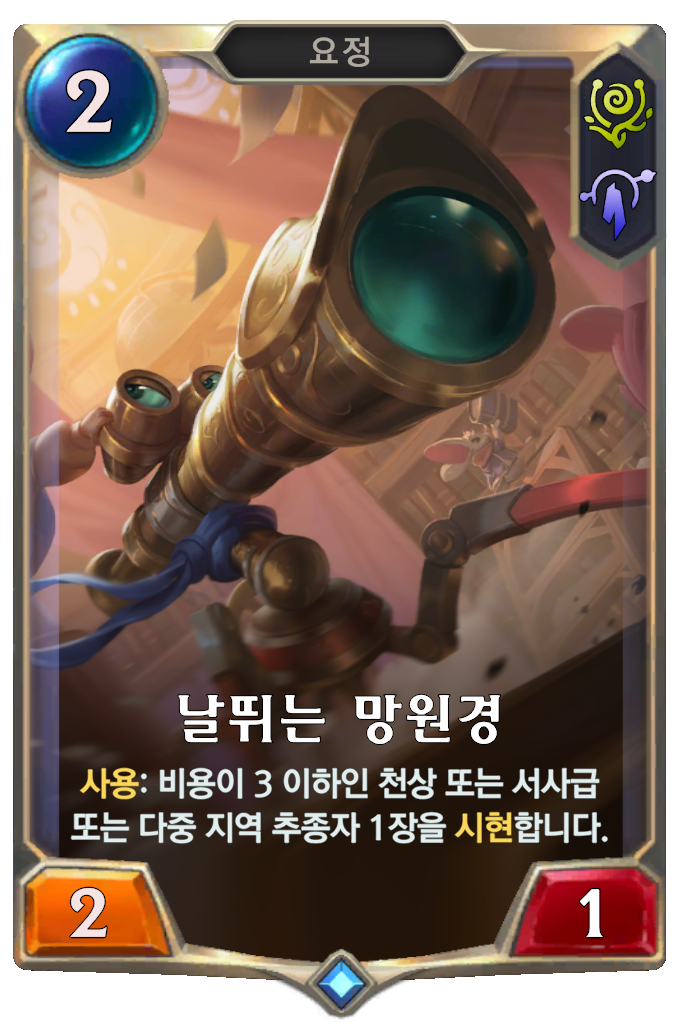 요정
2
날뛰는 망원경
사용: 비용이 3 이하인 천상 또는 서사급
또는 다중 지역 추종자 1장을 시현합니다.
2
1